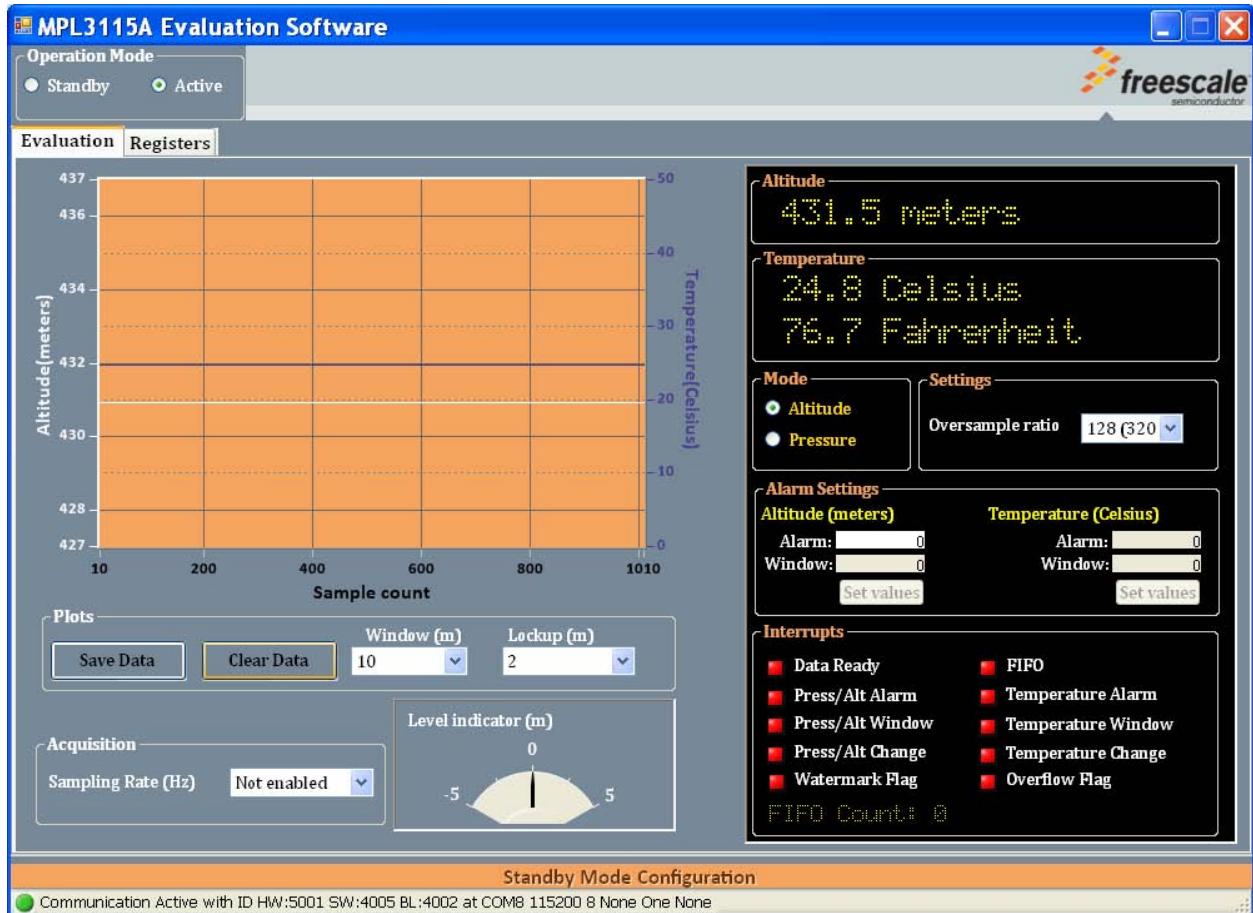 MPL3115A Evaluation Software
Operation Mode
Standby Active
freescale
semiconductor
Evaluation Registers
437
436
434
432
430
428
427
Altitude(meters)
50
40
30
20
10
0
Temperature(Celsius)
10 200 400 600 800 1010
Sample count
Plots
Save Data Clear Data
Window (m)
10
Lockup (m)
2
Acquisition
Sampling Rate (Hz) Not enabled
Level indicator (m)
0
-5 5
Altitude
431.5 meters
Temperature
24.8 Celsius
76.7 Fahrenheit
Mode
Altitude
Pressure
Settings
Oversample ratio 128 (320
Alarm Settings
Altitude (meters)
Alarm: 0
Window: 0
Set values
Temperature (Celsius)
Alarm: 0
Window: 0
Set values
Interrupts
Data Ready FIFO
Press/Alt Alarm Temperature Alarm
Press/Alt Window Temperature Window
Press/Alt Change Temperature Change
Watermark Flag Overflow Flag
FIFO Count: 0
Standby Mode Configuration
Communication Active with ID HW:5001 SW:4005 BL:4002 at COM8 115200 8 None One None